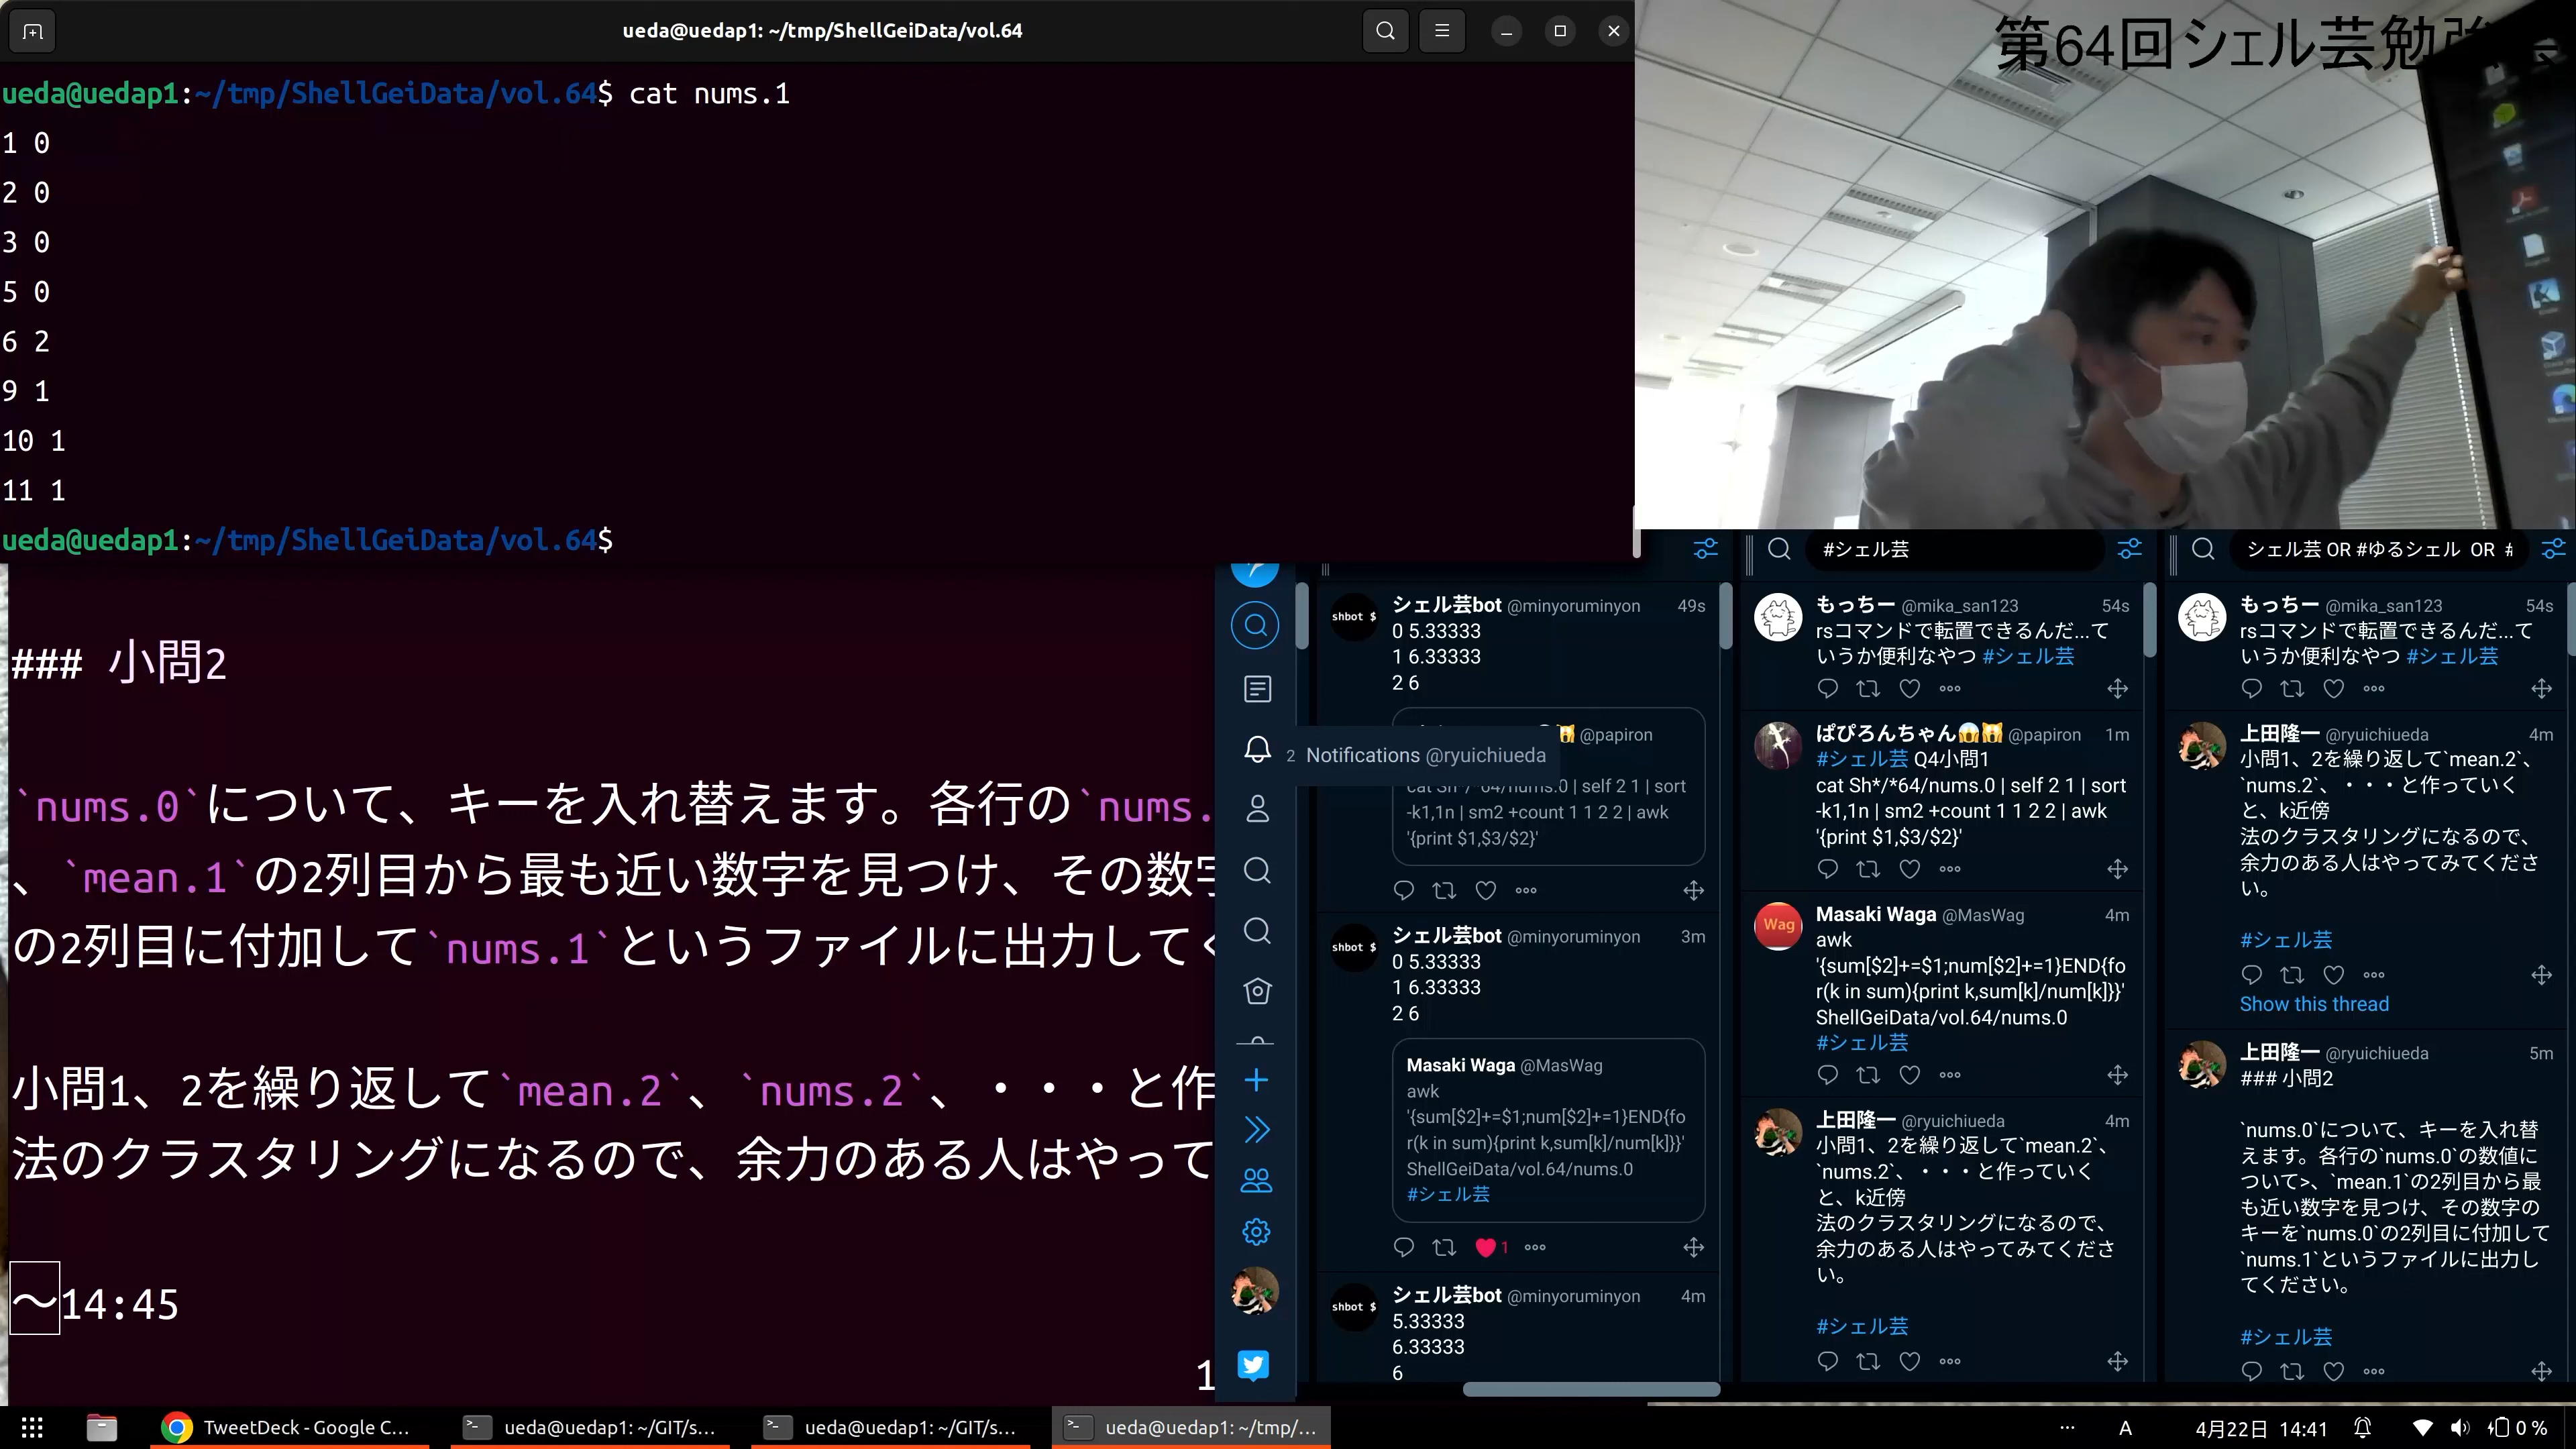 ueda@uedap1: ~/tmp/ShellGeiData/vol.64
ueda@uedap1:~/tmp/ShellGeiData/vol.64$ cat nums.1
1 0
2 0
3 0
5 0
6 2
9 1
10 1
11 1
ueda@uedap1:~/tmp/ShellGeiData/vol.64$
第64回シェル芸勉強
### 小問2
`nums.0`について、キーを入れ替えます。各行の`nums.
、`mean.1`の2列目から最も近い数字を見つけ、その数字
の2列目に付加して`nums.1`というファイルに出力してく
小問1、2を繰り返して`mean.2`、`nums.2`、・・・と作
法のクラスタリングになるので、余力のある人はやって
〜14:45
1
シェル芸bot @minyoruminyon 49s
0 5.33333
1 6.33333
2 6
@papiron
2 Notifications @ryuichiueda
cat Sh*/*64/nums.0 | self 2 1 | sort
-k1,1n | sm2 +count 1 1 2 2 | awk
'{print $1,$3/$2}'
シェル芸bot @minyoruminyon 3m
0 5.33333
1 6.33333
2 6
Masaki Waga @MasWag
awk
'{sum[$2]+=$1;num[$2]+=1}END{fo
r(k in sum){print k,sum[k]/num[k]}}'
ShellGeiData/vol.64/nums.0
#シェル芸
1
シェル芸bot @minyoruminyon 4m
5.33333
6.33333
6
#シェル芸
もっちー @mika_san123 54s
rsコマンドで転置できるんだ...て
いうか便利なやつ #シェル芸
ぱぴろんちゃん😱🙀 @papiron 1m
#シェル芸 Q4小問1
cat Sh*/*64/nums.0 | self 2 1 | sort
-k1,1n | sm2 +count 1 1 2 2 | awk
'{print $1,$3/$2}'
Wag
Masaki Waga @MasWag 4m
awk
'{sum[$2]+=$1;num[$2]+=1}END{fo
r(k in sum){print k,sum[k]/num[k]}}'
ShellGeiData/vol.64/nums.0
#シェル芸
上田隆一 @ryuichiueda 4m
小問1、2を繰り返して`mean.2`、
`nums.2`、・・・と作っていく
と、k近傍
法のクラスタリングになるので、
余力のある人はやってみてくださ
い。
#シェル芸
シェル芸 OR #ゆるシェル OR #
もっちー @mika_san123 54s
rsコマンドで転置できるんだ...て
いうか便利なやつ #シェル芸
上田隆一 @ryuichiueda 4m
小問1、2を繰り返して`mean.2`、
`nums.2`、・・・と作っていく
と、k近傍
法のクラスタリングになるので、
余力のある人はやってみてくださ
い。
#シェル芸
Show this thread
上田隆一 @ryuichiueda 5m
### 小問2
`nums.0`について、キーを入れ替
えます。各行の`nums.0`の数値に
ついて>、`mean.1`の2列目から最
も近い数字を見つけ、その数字の
キーを`nums.0`の2列目に付加して
`nums.1`というファイルに出力し
てください。
#シェル芸
shbot $
shbot $
shbot $
TweetDeck - Google C...
ueda@uedap1: ~/GIT/s...
ueda@uedap1: ~/GIT/s...
ueda@uedap1: ~/tmp/...
A
4月22日 14:41
0 %